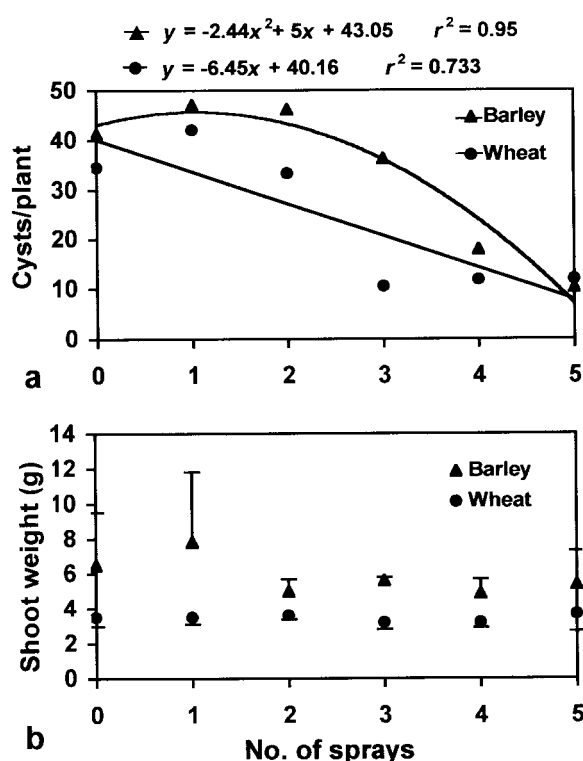 y = -2.44x²+ 5x + 43.05 r² = 0.95
y = -6.45x + 40.16 r² = 0.733
50
40
30
20
10
0
Cysts/plant
Barley
Wheat
0 1 2 3 4 5
a
14
12
10
8
6
4
2
0
Shoot weight (g)
Barley
Wheat
0 1 2 3 4 5
No. of sprays
b